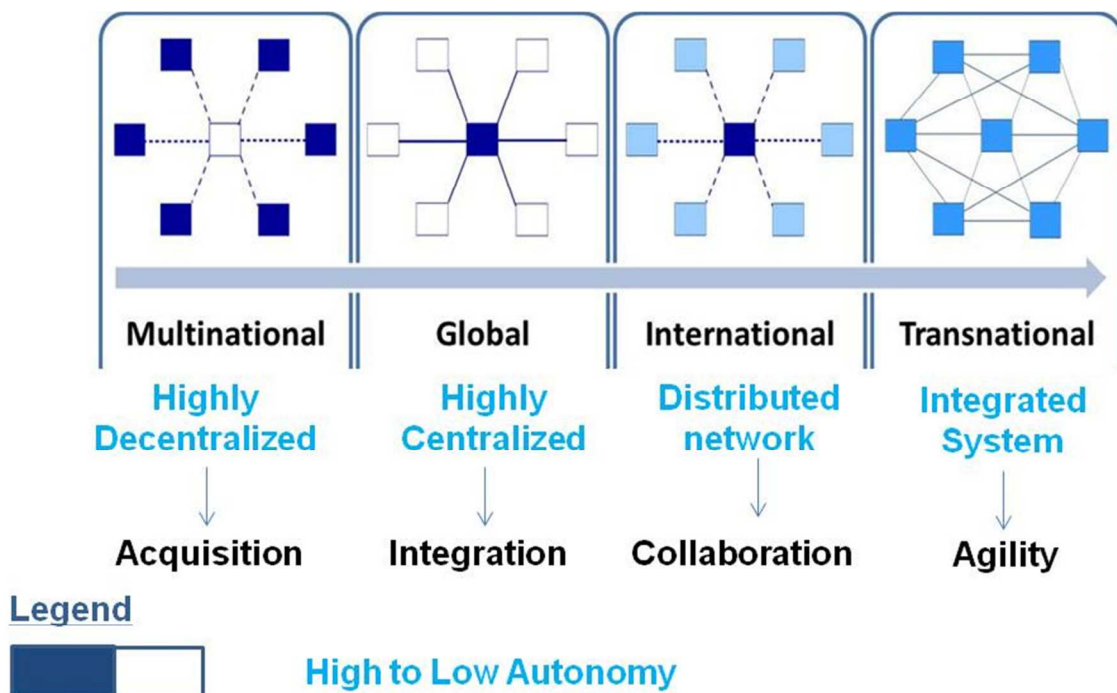 Multinational
Global
International
Transnational
Highly
Decentralized
Highly
Centralized
Distributed
network
Integrated
System
Acquisition
Integration
Collaboration
Agility
Legend
High to Low Autonomy